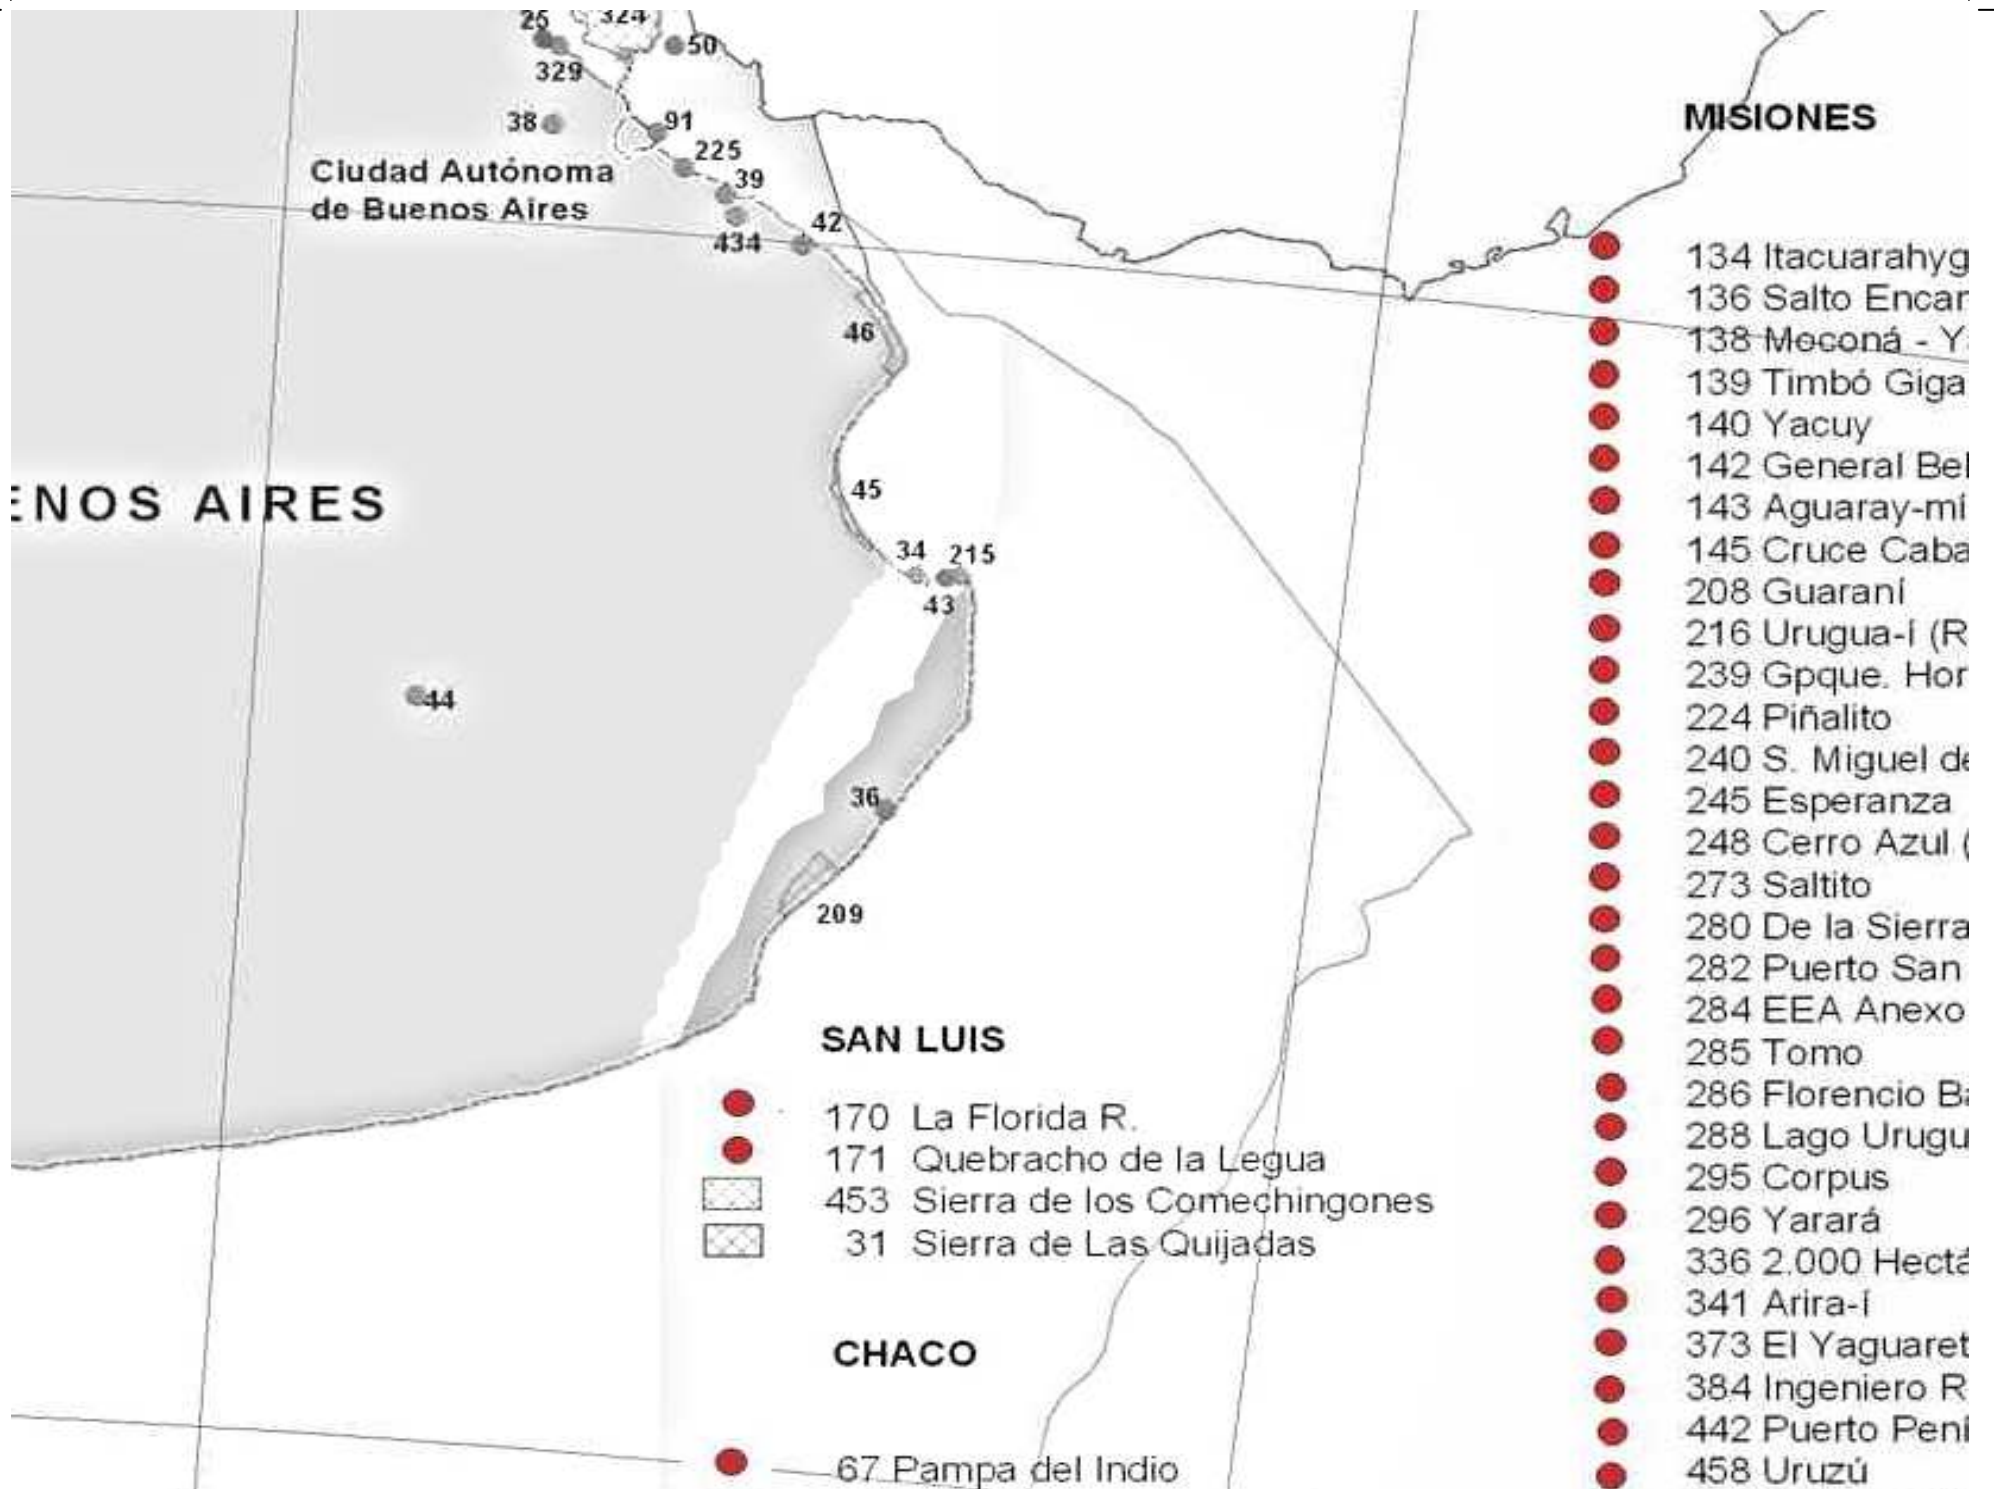 25
324
50
329
38
91
225
Ciudad Autónoma
de Buenos Aires
39
434
42
46
ENOS AIRES
45
34
215
43
44
36
209
SAN LUIS
170 La Florida R.
171 Quebracho de la Legua
453 Sierra de los Comechingones
31 Sierra de Las Quijadas
CHACO
67 Pampa del Indio
MISIONES
134 Itacuarahyg
136 Salto Encar
138 Moconá - Y
139 Timbó Giga
140 Yacuy
142 General Bel
143 Aguaray-mí
145 Cruce Caba
208 Guaraní
216 Urugua-í (R
239 Gpque. Hor
224 Piñalito
240 S. Miguel de
245 Esperanza
248 Cerro Azul (
273 Saltito
280 De la Sierra
282 Puerto San
284 EEA Anexo
285 Tomo
286 Florencio Ba
288 Lago Urugu
295 Corpus
296 Yarará
336 2.000 Hectá
341 Arira-í
373 El Yaguaret
384 Ingeniero R
442 Puerto Pení
458 Uruzú